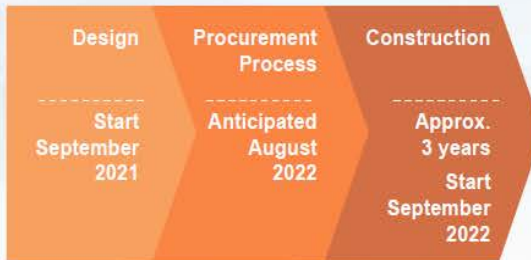 Design
Start
September
2021
Procurement
Process
Anticipated
August
2022
Construction
Approx.
3 years
Start
September
2022